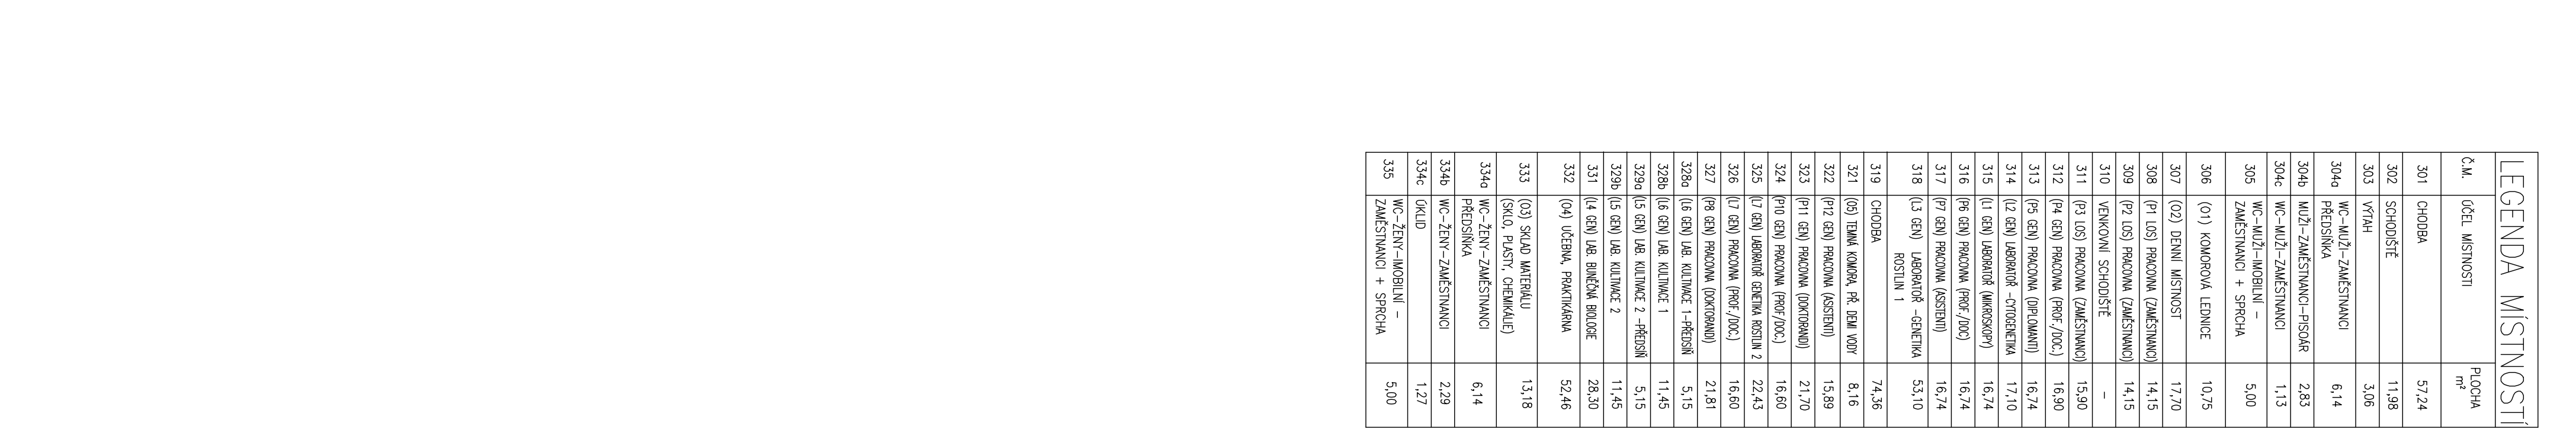 LEGENDA MÍSTNOSTÍ
Č.M. ÚČEL MÍSTNOSTI PLOCHA
m²
301 CHODBA 57,24
302 SCHODIŠTĚ 11,98
303 VÝTAH 3,06
304a WC-MUŽI-ZAMĚSTNANCI 6,14
PŘEDSÍŇKA
304b MUŽI-ZAMĚSTNANCI-PISOÁR 2,83
304c WC-MUŽI-ZAMĚSTNANCI 1,13
305 WC-MUŽI-IMOBILNÍ - 5,00
ZAMĚSTNANCI + SPRCHA
306 (O1) KOMOROVÁ LEDNICE 10,75
307 (O2) DENNÍ MÍSTNOST 17,70
308 (P1 LOS) PRACOVNA (ZAMĚSTNANCI) 14,15
309 (P2 LOS) PRACOVNA (ZAMĚSTNANCI) 14,15
310 VENKOVNÍ SCHODIŠTĚ -
311 (P3 LOS) PRACOVNA (ZAMĚSTNANCI) 15,90
312 (P4 GEN) PRACOVNA (PROF./DOC.) 16,90
313 (P5 GEN) PRACOVNA (DIPLOMANTI) 16,74
314 (L2 GEN) LABORATOŘ -CYTOGENETIKA 17,10
315 (L1 GEN) LABORATOŘ (MIKROSKOPY) 16,74
316 (P6 GEN) PRACOVNA (PROF./DOC) 16,74
317 (P7 GEN) PRACOVNA (ASISTENTI) 16,74
318 (L3 GEN) LABORATOŘ -GENETIKA 53,10
ROSTLIN 1
319 CHODBA 74,36
321 (O5) TEMNÁ KOMORA, PŘ. DEMI VODY 8,16
322 (P12 GEN) PRACOVNA (ASISTENTI) 15,89
323 (P11 GEN) PRACOVNA (DOKTORANDI) 21,70
324 (P10 GEN) PRACOVNA (PROF/DOC.) 16,60
325 (L7 GEN) LABORATOŘ GENETIKA ROSTLIN 2 22,43
326 (L7 GEN) PRACOVNA (PROF./DOC.) 16,60
327 (P8 GEN) PRACOVNA (DOKTORANDI) 21,81
328a (L6 GEN) LAB. KULTIVACE 1-PŘEDSÍŇ 5,15
328b (L6 GEN) LAB. KULTIVACE 1 11,45
329a (L5 GEN) LAB. KULTIVACE 2 -PŘEDSÍŇ 5,15
329b (L5 GEN) LAB. KULTIVACE 2 11,45
331 (L4 GEN) LAB. BUNĚČNÁ BIOLOGIE 28,30
332 (O4) UČEBNA, PRAKTIKÁRNA 52,46
333 (O3) SKLAD MATERIÁLU 13,18
(SKLO, PLASTY, CHEMIKÁLIE)
334a WC-ŽENY-ZAMĚSTNANCI 6,14
PŘEDSÍŇKA
334b WC-ŽENY-ZAMĚSTNANCI 2,29
334c ÚKLID 1,27
335 WC-ŽENY-IMOBILNÍ - 5,00
ZAMĚSTNANCI + SPRCHA